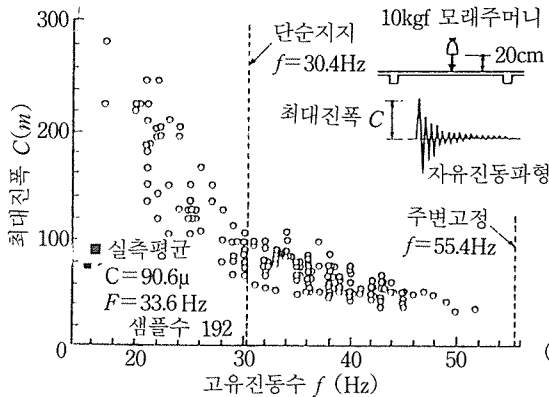 300
200
100
0
최대진폭 C(m)
단순지지
f=30.4Hz
10kgf 모래주머니
20cm
최대진폭 C
자유진동파형
주변고정
f=55.4Hz
실측평균
C=90.6μ
F=33.6 Hz
샘플수 192
20
30
40
50
고유진동수 f (Hz)
(